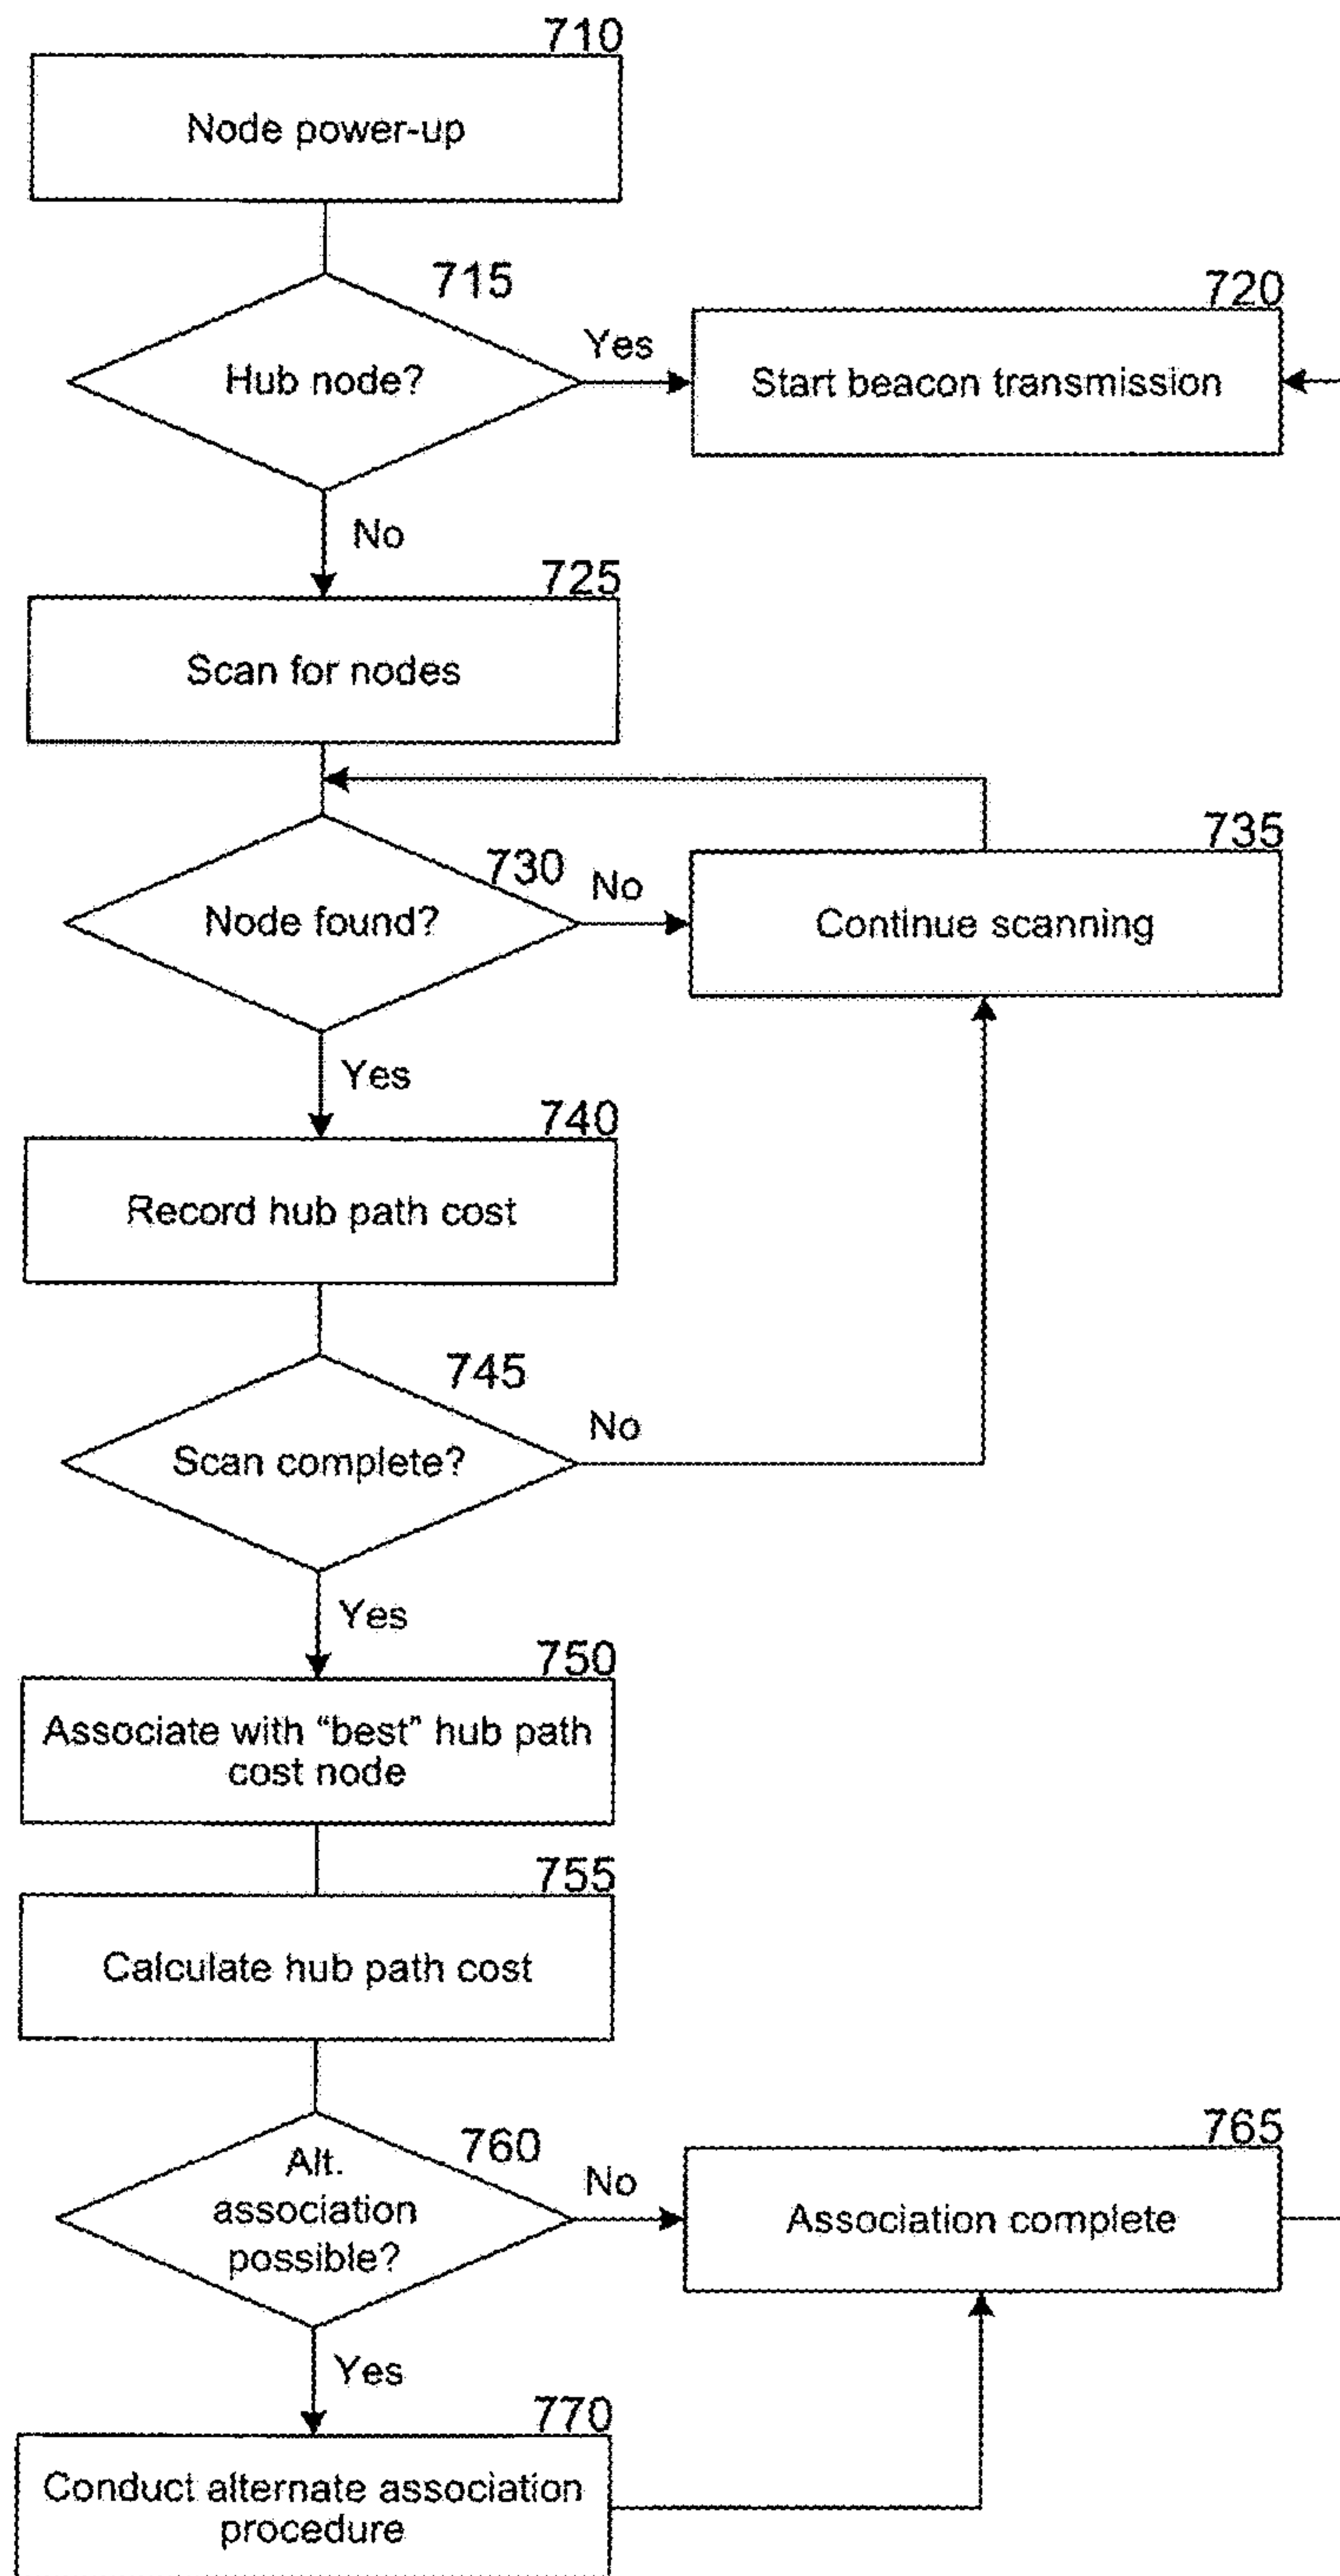 710
Node power-up
715
Hub node?
Yes
720
Start beacon transmission
No
725
Scan for nodes
730
Node found?
No
735
Continue scanning
Yes
740
Record hub path cost
745
Scan complete?
No
Yes
750
Associate with “best” hub path
cost node
755
Calculate hub path cost
760
Alt.
association
possible?
No
765
Association complete
Yes
770
Conduct alternate association
procedure